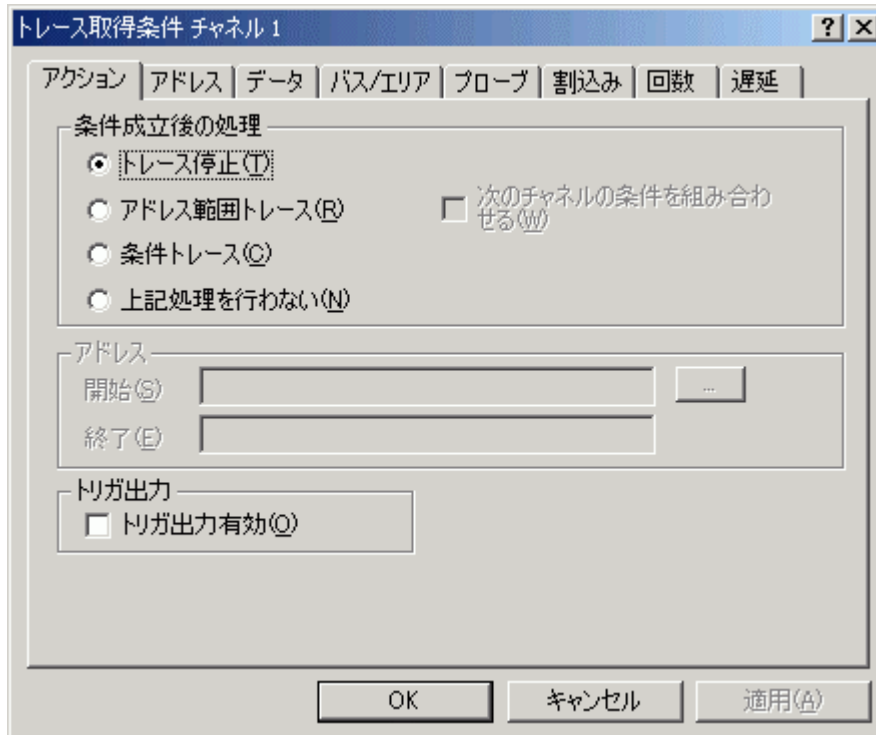 トレース取得条件 チャネル 1
アクション アドレス データ バス/エリア プローブ 割込み 回数 遅延
条件成立後の処理
トレース停止(T)
アドレス範囲トレース(R)
次のチャネルの条件を組み合わ
せる(W)
条件トレース(C)
上記処理を行わない(N)
アドレス
開始(S)
...
終了(E)
トリガ出力
トリガ出力有効(O)
OK キャンセル 適用(A)